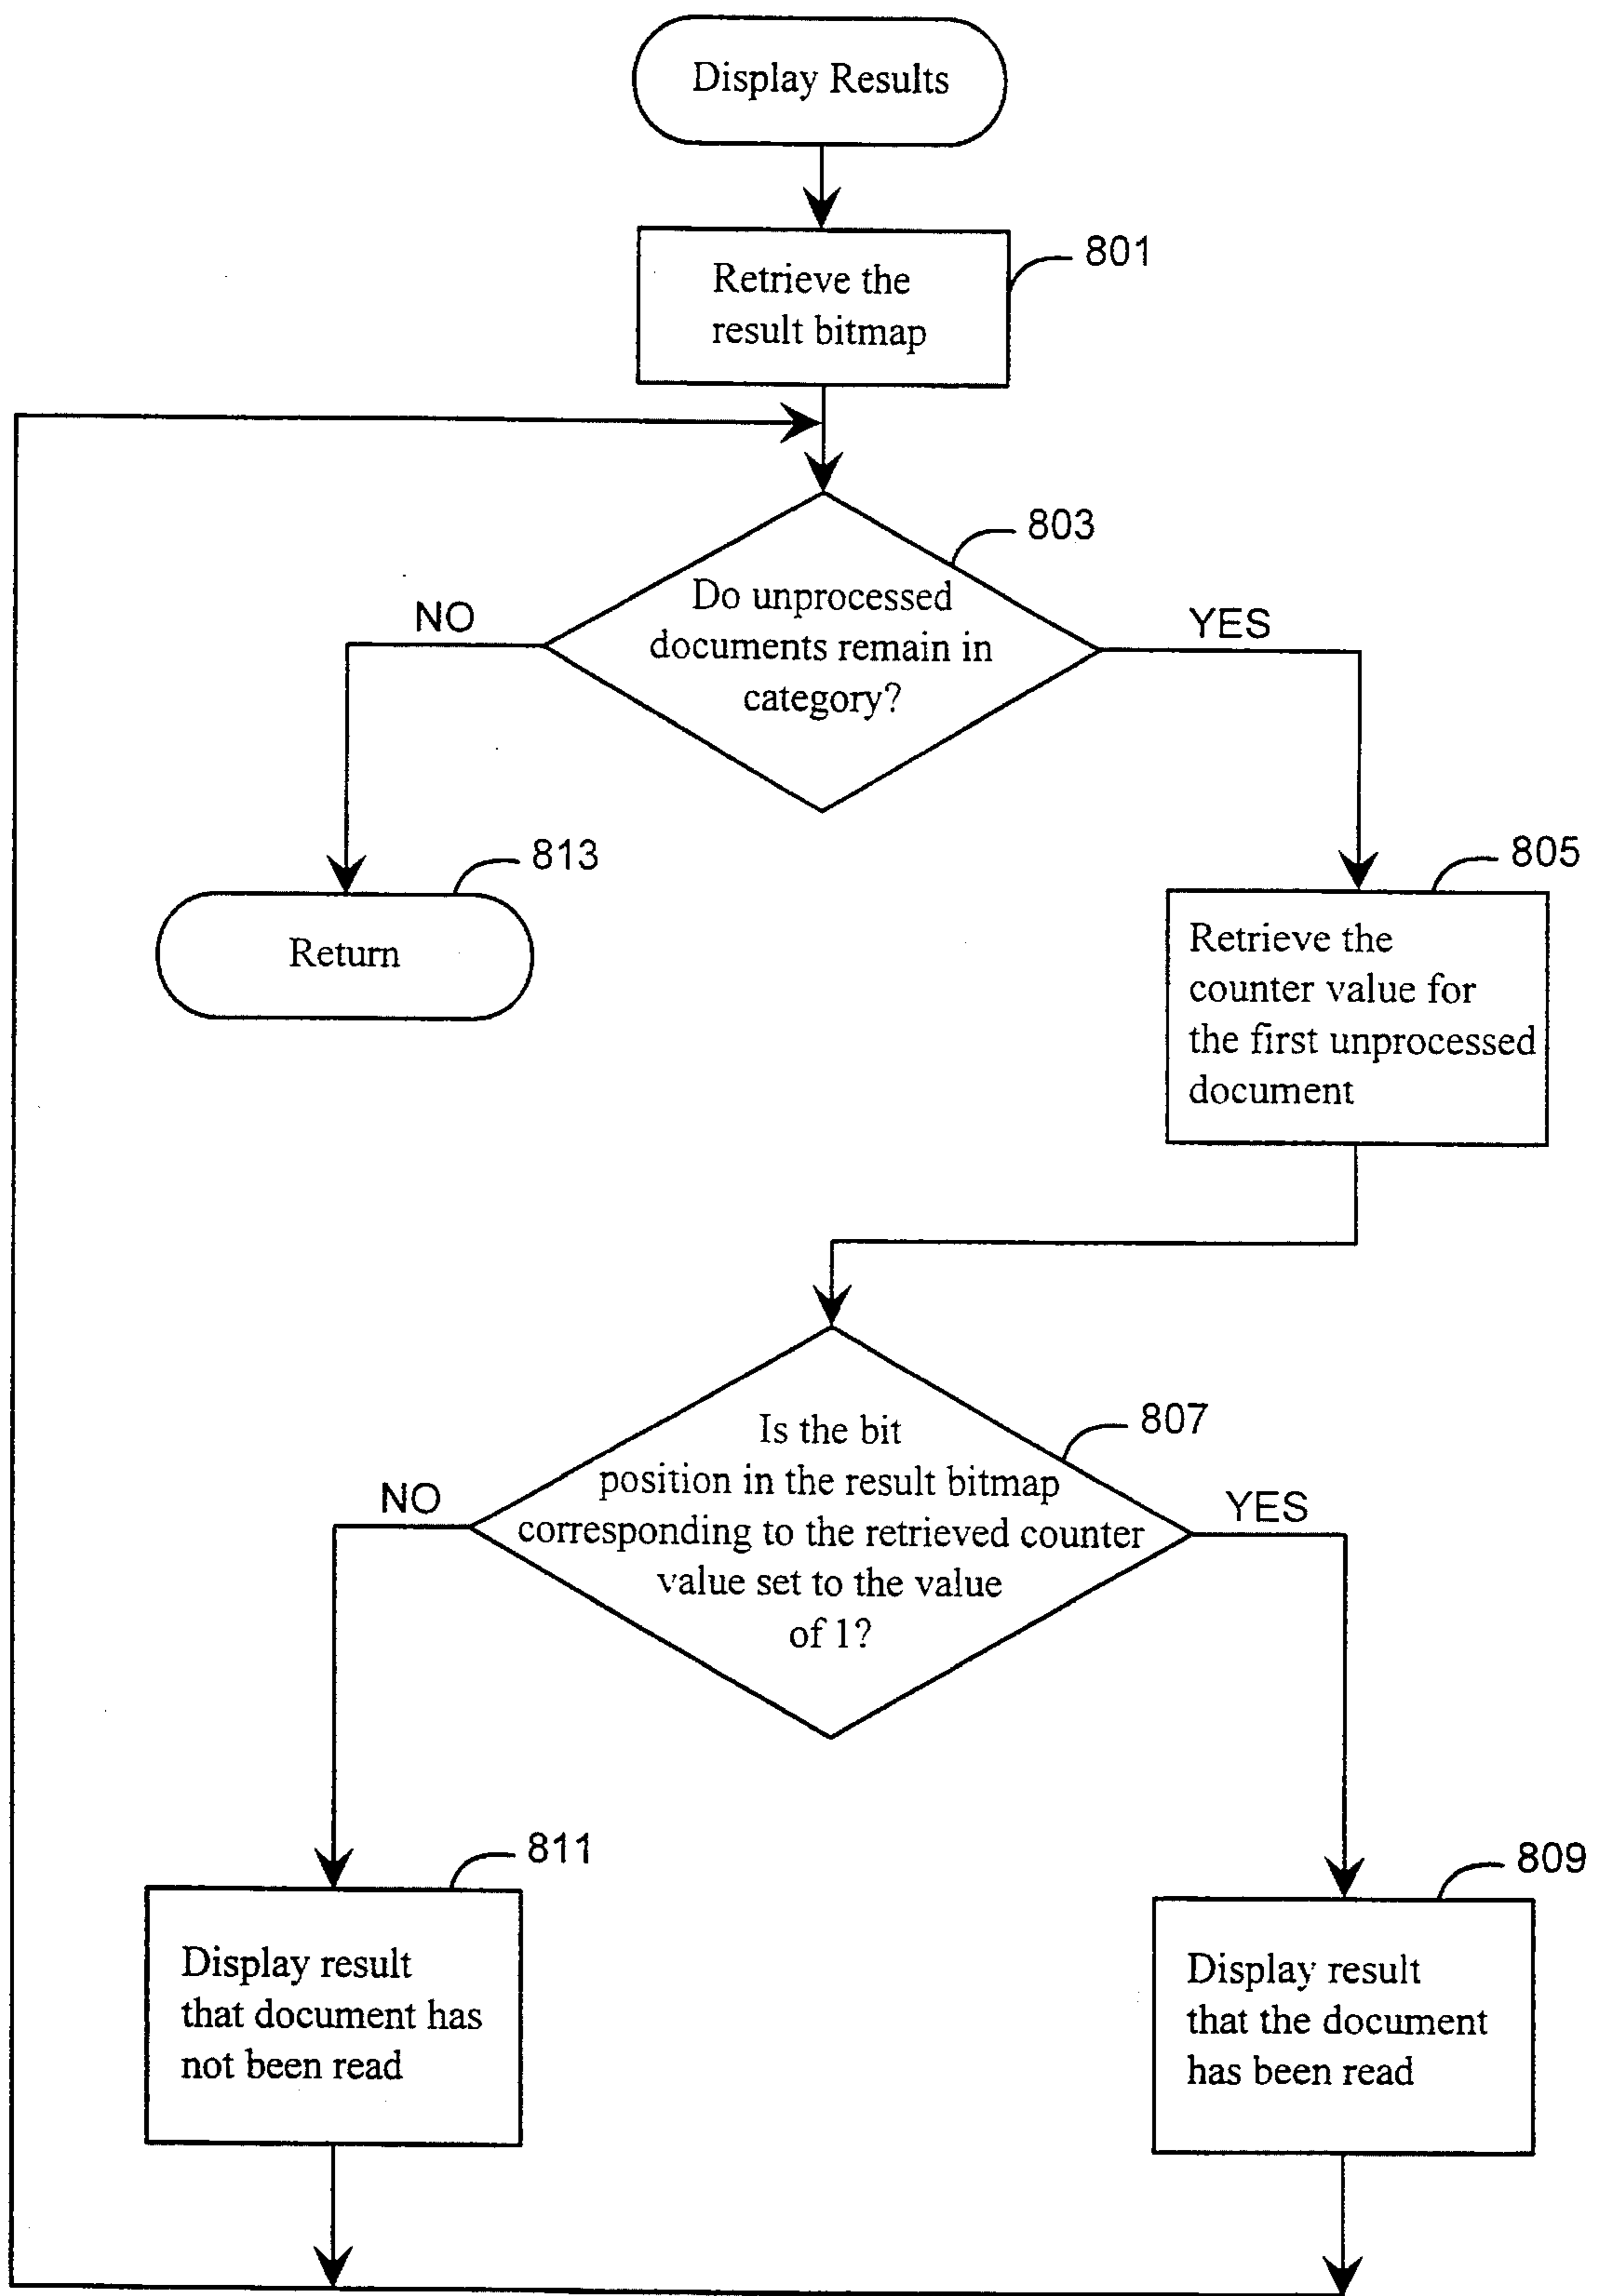 Display Results
801
Retrieve the
result bitmap
803
Do unprocessed
documents remain in
category?
NO
YES
813
Return
805
Retrieve the
counter value for
the first unprocessed
document
807
Is the bit
position in the result bitmap
corresponding to the retrieved counter
value set to the value
of 1?
NO
YES
811
Display result
that document has
not been read
809
Display result
that the document
has been read